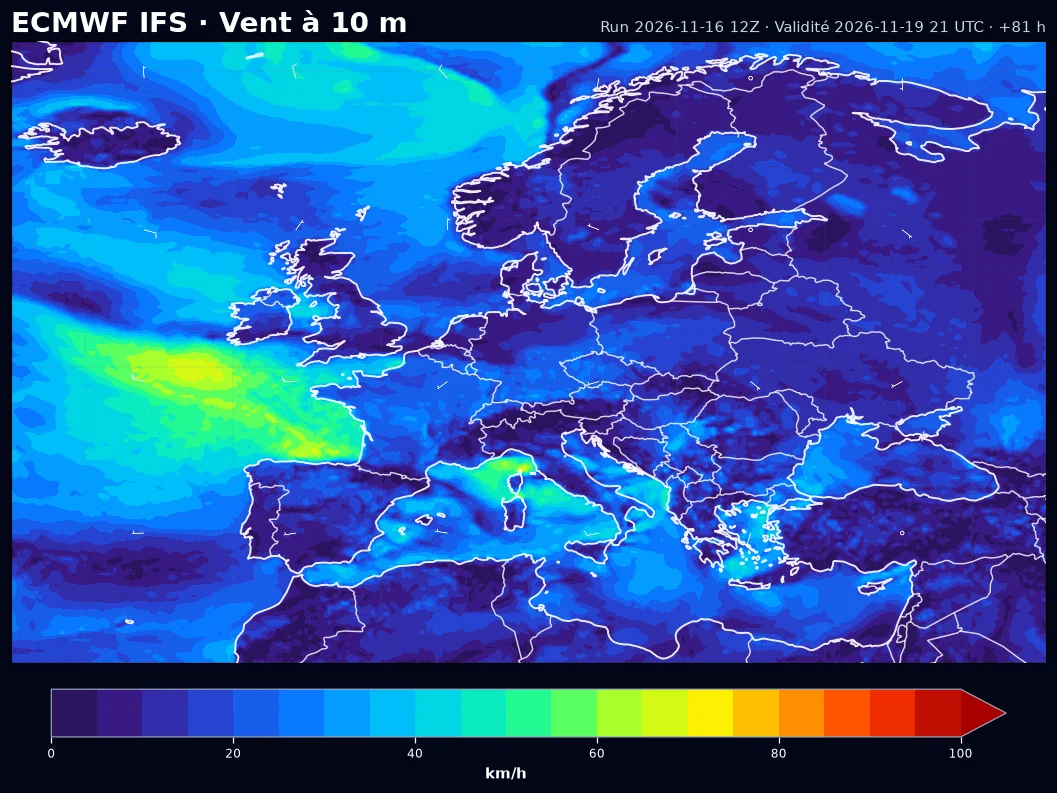 ECMWF IFS · Vent à 10 m
Run 2026-11-16 12Z · Validité 2026-11-19 21 UTC · +81 h
0 20 40 60 80 100
km/h